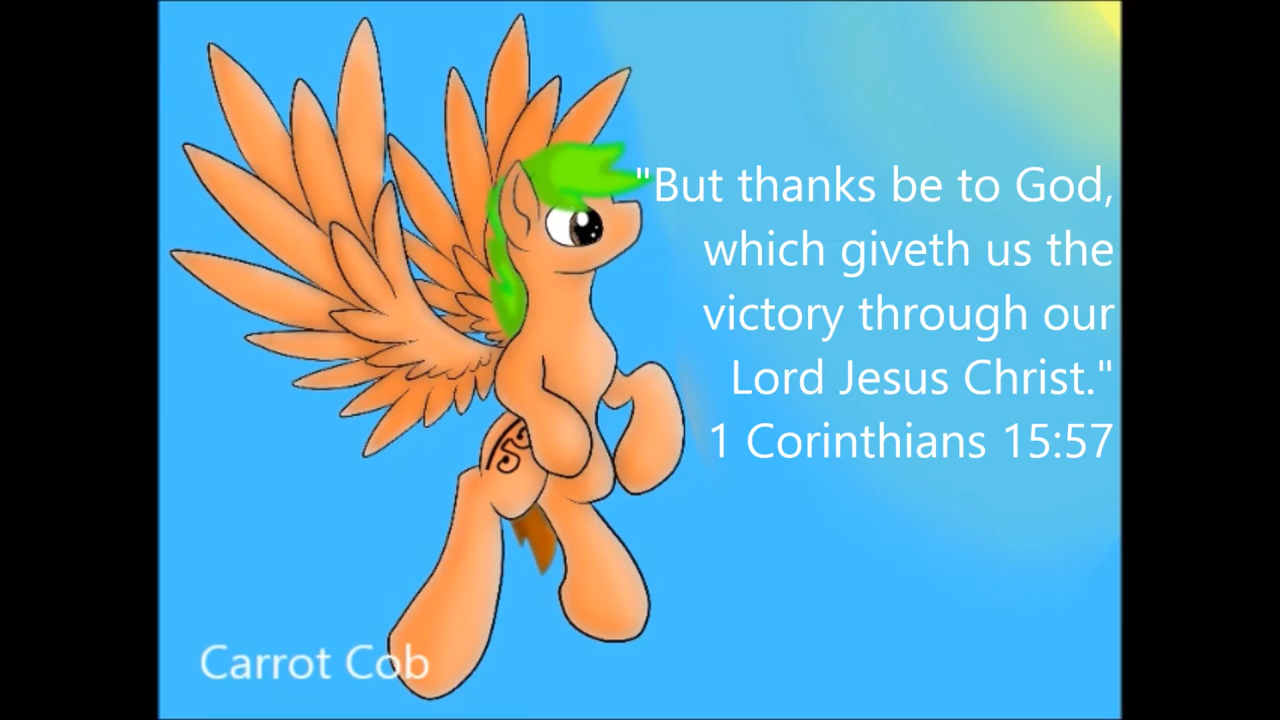 "But thanks be to God,
which giveth us the
victory through our
Lord Jesus Christ."
1 Corinthians 15:57
Carrot Cob